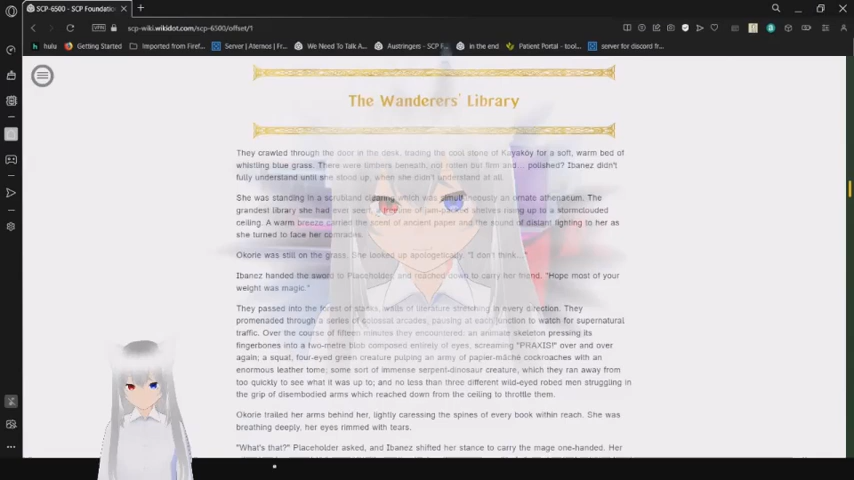 SCP-6500 - SCP Foundatio
scp-wiki.wikidot.com/scp-6500/offset/1
VPN
hulu
Getting Started
Imported from Firef...
Server | Aternos | Fr...
We Need To Talk A...
Austringers - SCP F...
in the end
Patient Portal - tool...
server for discord fr...
The Wanderers' Library
They crawled through the door in the desk, trading the cool stone of Kayaköy for a soft, warm bed of
whistling blue grass. There were timbers beneath, not rotten but firm and... polished? Ibanez didn't
fully understand until she stood up, when she didn't understand at all.
She was standing in a scrubland clearing which was simultaneously an ornate athenaeum. The
grandest library she had ever seen, a fortune of jam-packed shelves rising up to a stormclouded
ceiling. A warm breeze carried the scent of ancient paper and the sound of distant lighting to her as
she turned to face her comrades.
Okorie was still on the grass. She looked up apologetically. "I don't think..."
Ibanez handed the sword to Placeholder, and reached down to carry her friend. "Hope most of your
weight was magic."
They passed into the forest of stacks, walls of literature stretching in every direction. They
promenaded through a series of colossal arcades, pausing at each junction to watch for supernatural
traffic. Over the course of fifteen minutes they encountered: an animate skeleton pressing its
fingerbones into a two-metre blob composed entirely of eyes, screaming "PRAXIS!" over and over
again; a squat, four-eyed green creature pulping an army of papier-mâché cockroaches with an
enormous leather tome; some sort of immense serpent-dinosaur creature, which they ran away from
too quickly to see what it was up to; and no less than three different wild-eyed robed men struggling in
the grip of disembodied arms which reached down from the ceiling to throttle them.
Okorie trailed her arms behind her, lightly caressing the spines of every book within reach. She was
breathing deeply, her eyes rimmed with tears.
"What's that?" Placeholder asked, and Ibanez shifted her stance to carry the mage one-handed. Her